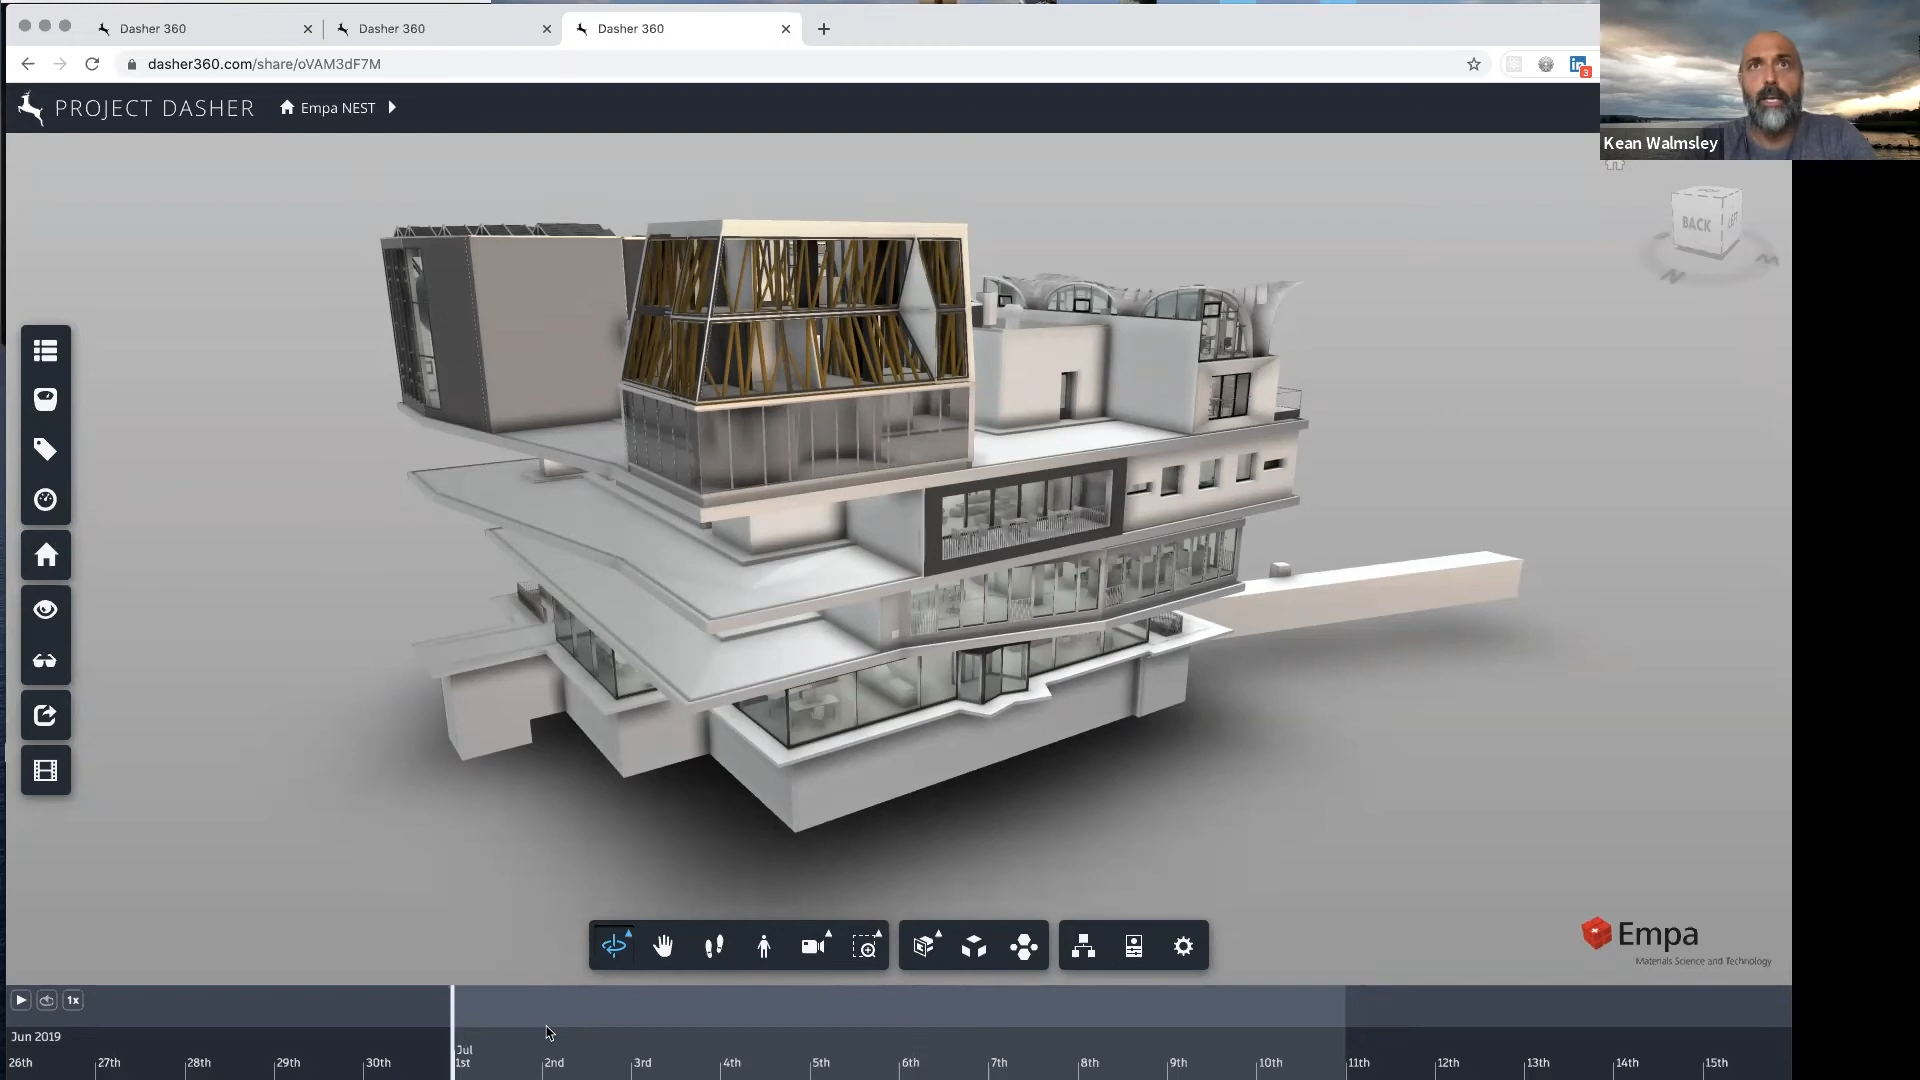 Dasher 360
Dasher 360
Dasher 360
dasher360.com/share/oVAM3dF7M
3
PROJECT DASHER
Empa NEST
Kean Walmsley
BACK
LEFT
N
Empa
Materials Science and Technology
1x
Jun 2019
Jul
26th 27th 28th 29th 30th 1st 2nd 3rd 4th 5th 6th 7th 8th 9th 10th 11th 12th 13th 14th 15th